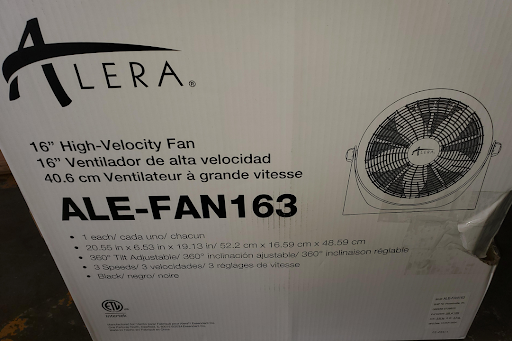 ALERA®
16" High-Velocity Fan
16" Ventilador de alta velocidad
40.6 cm Ventilateur à grande vitesse
ALERA
ALE-FAN163
• 1 each/ cada uno/ chacun
• 20.55 in x 6.53 in x 19.13 in/ 52.2 cm x 16.59 cm x 48.59 cm
• 360° Tilt Adjustable/ 360° inclinación ajustable/ 360° inclinaison réglable
• 3 Speeds/ 3 velocidades/ 3 réglages de vitesse
• Black/ negro/ noire
ETL